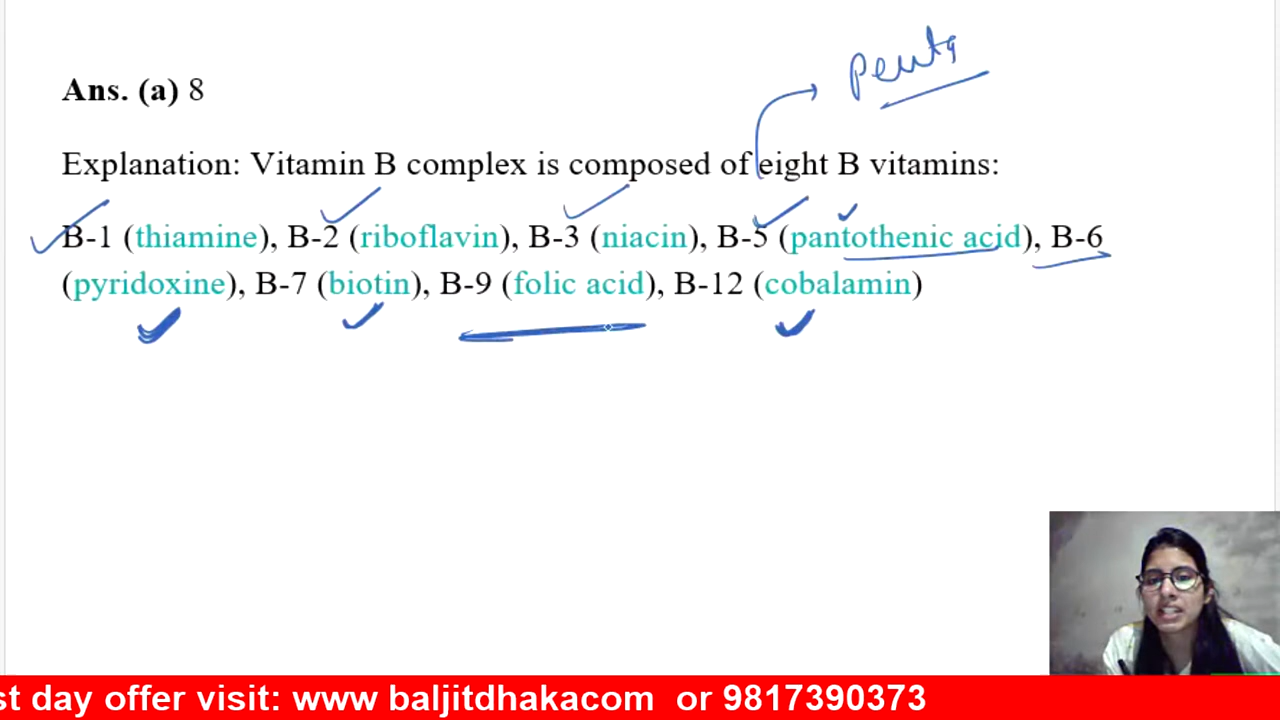 Penta
Ans. (a) 8
Explanation: Vitamin B complex is composed of eight B vitamins:
B-1 (thiamine), B-2 (riboflavin), B-3 (niacin), B-5 (pantothenic acid), B-6
(pyridoxine), B-7 (biotin), B-9 (folic acid), B-12 (cobalamin)
st day offer visit: www baljitdhakacom or 9817390373